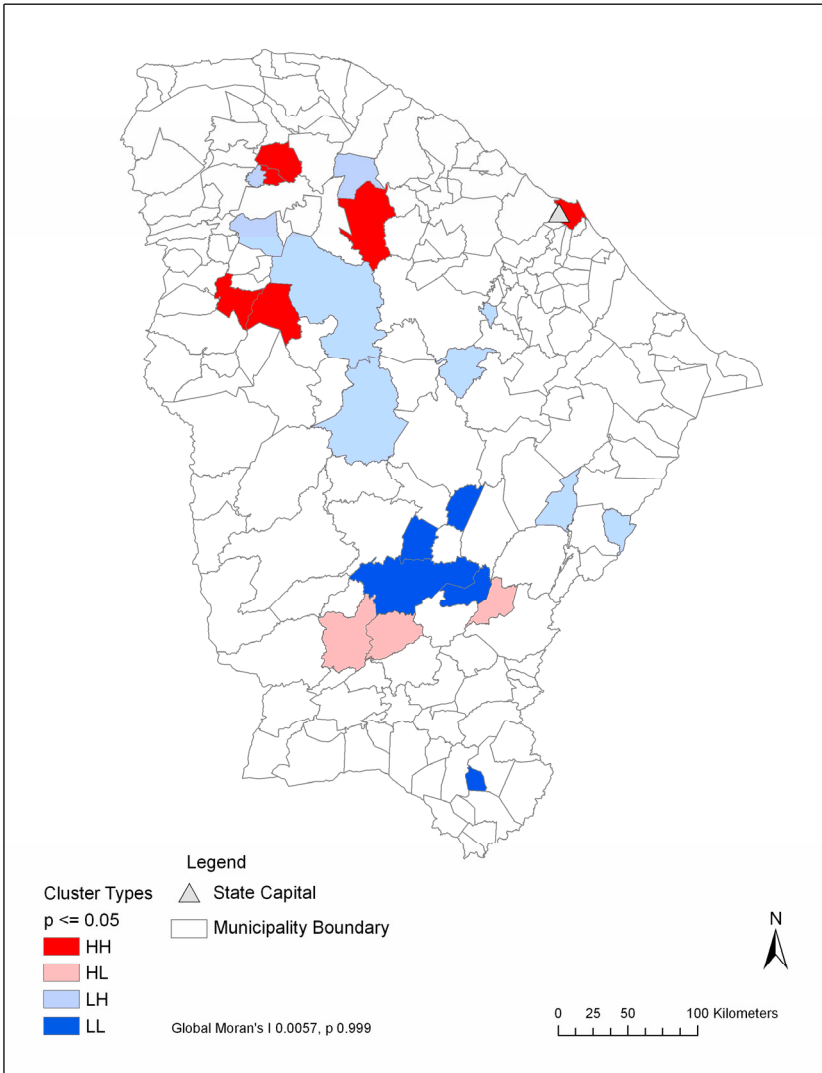 Legend
Cluster Types
State Capital
p <= 0.05
Municipality Boundary
HH
HL
LH
LL
Global Moran's I 0.0057, p 0.999
N
0 25 50 100 Kilometers